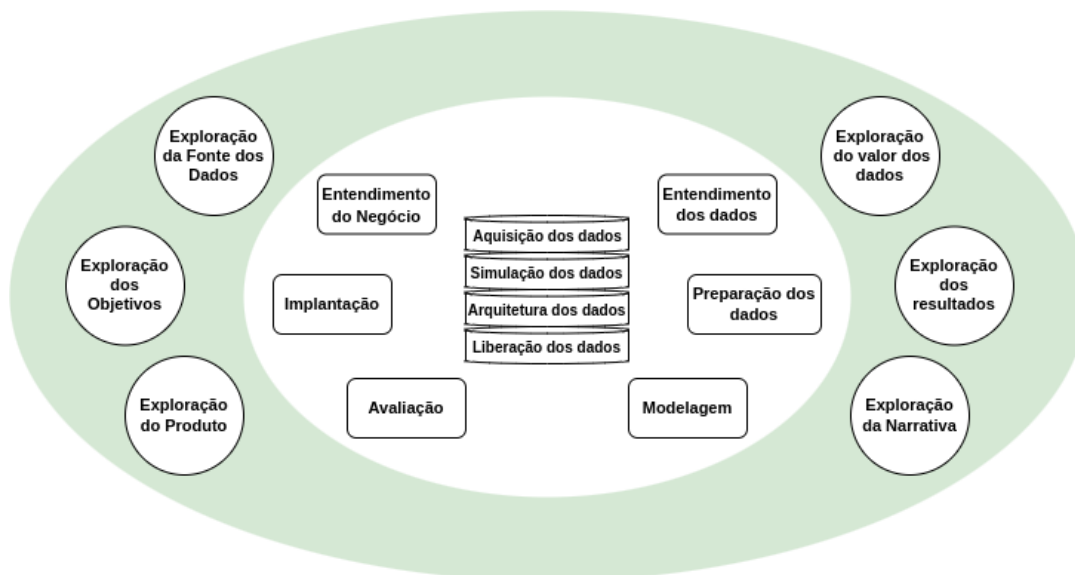 Exploração
da Fonte dos
Dados
Exploração
do valor dos
dados
Entendimento
do Negócio
Entendimento
dos dados
Aquisição dos dados
Simulação dos dados
Arquitetura dos dados
Liberação dos dados
Exploração
dos
Objetivos
Implantação
Preparação dos
dados
Exploração
dos
resultados
Exploração
do Produto
Avaliação
Modelagem
Exploração
da Narrativa